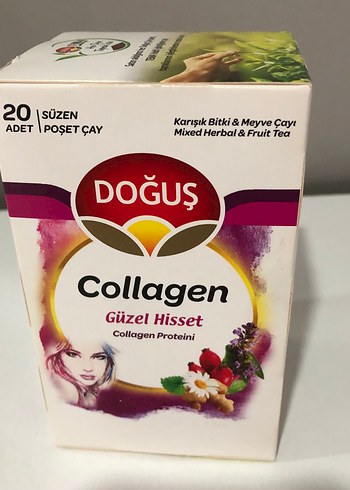 DOĞUŞ
20 ADET
SÜZEN
POŞET ÇAY
Karışık Bitki & Meyve Çayı
Mixed Herbal & Fruit Tea
DOĞUŞ
Collagen
Güzel Hisset
Collagen Proteini